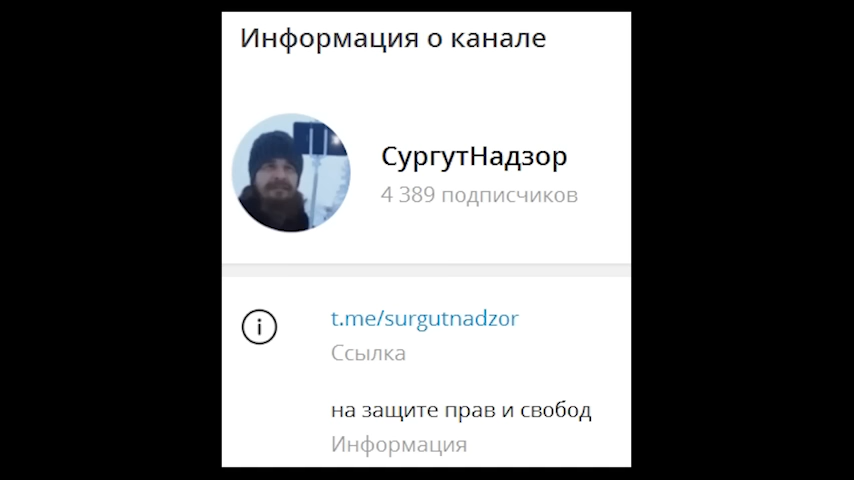 Информация о канале
СургутНадзор
4 389 подписчиков
t.me/surgutnadzor
Ссылка
на защите прав и свобод
Информация